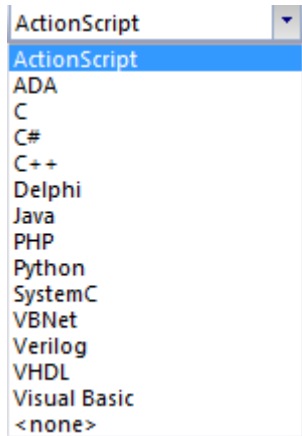 ActionScript
ActionScript
ADA
C
C#
C++
Delphi
Java
PHP
Python
SystemC
VBNet
Verilog
VHDL
Visual Basic
<none>